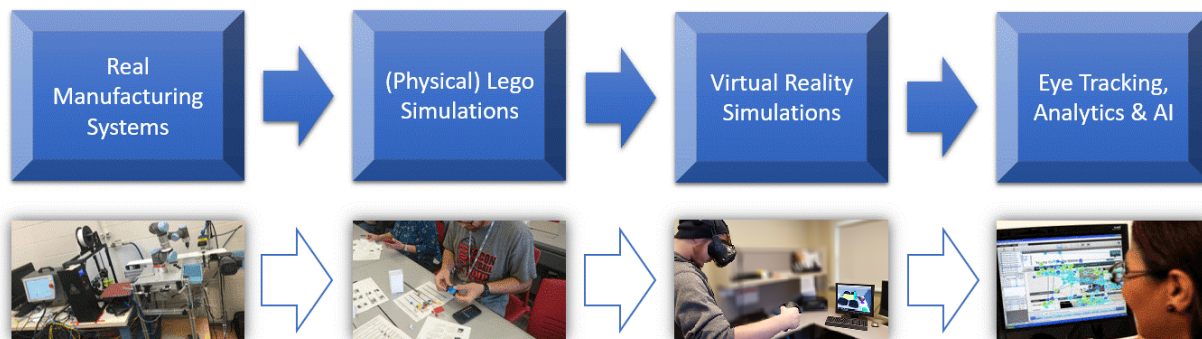 Real
Manufacturing
Systems
(Physical) Lego
Simulations
Virtual Reality
Simulations
Eye Tracking,
Analytics & AI